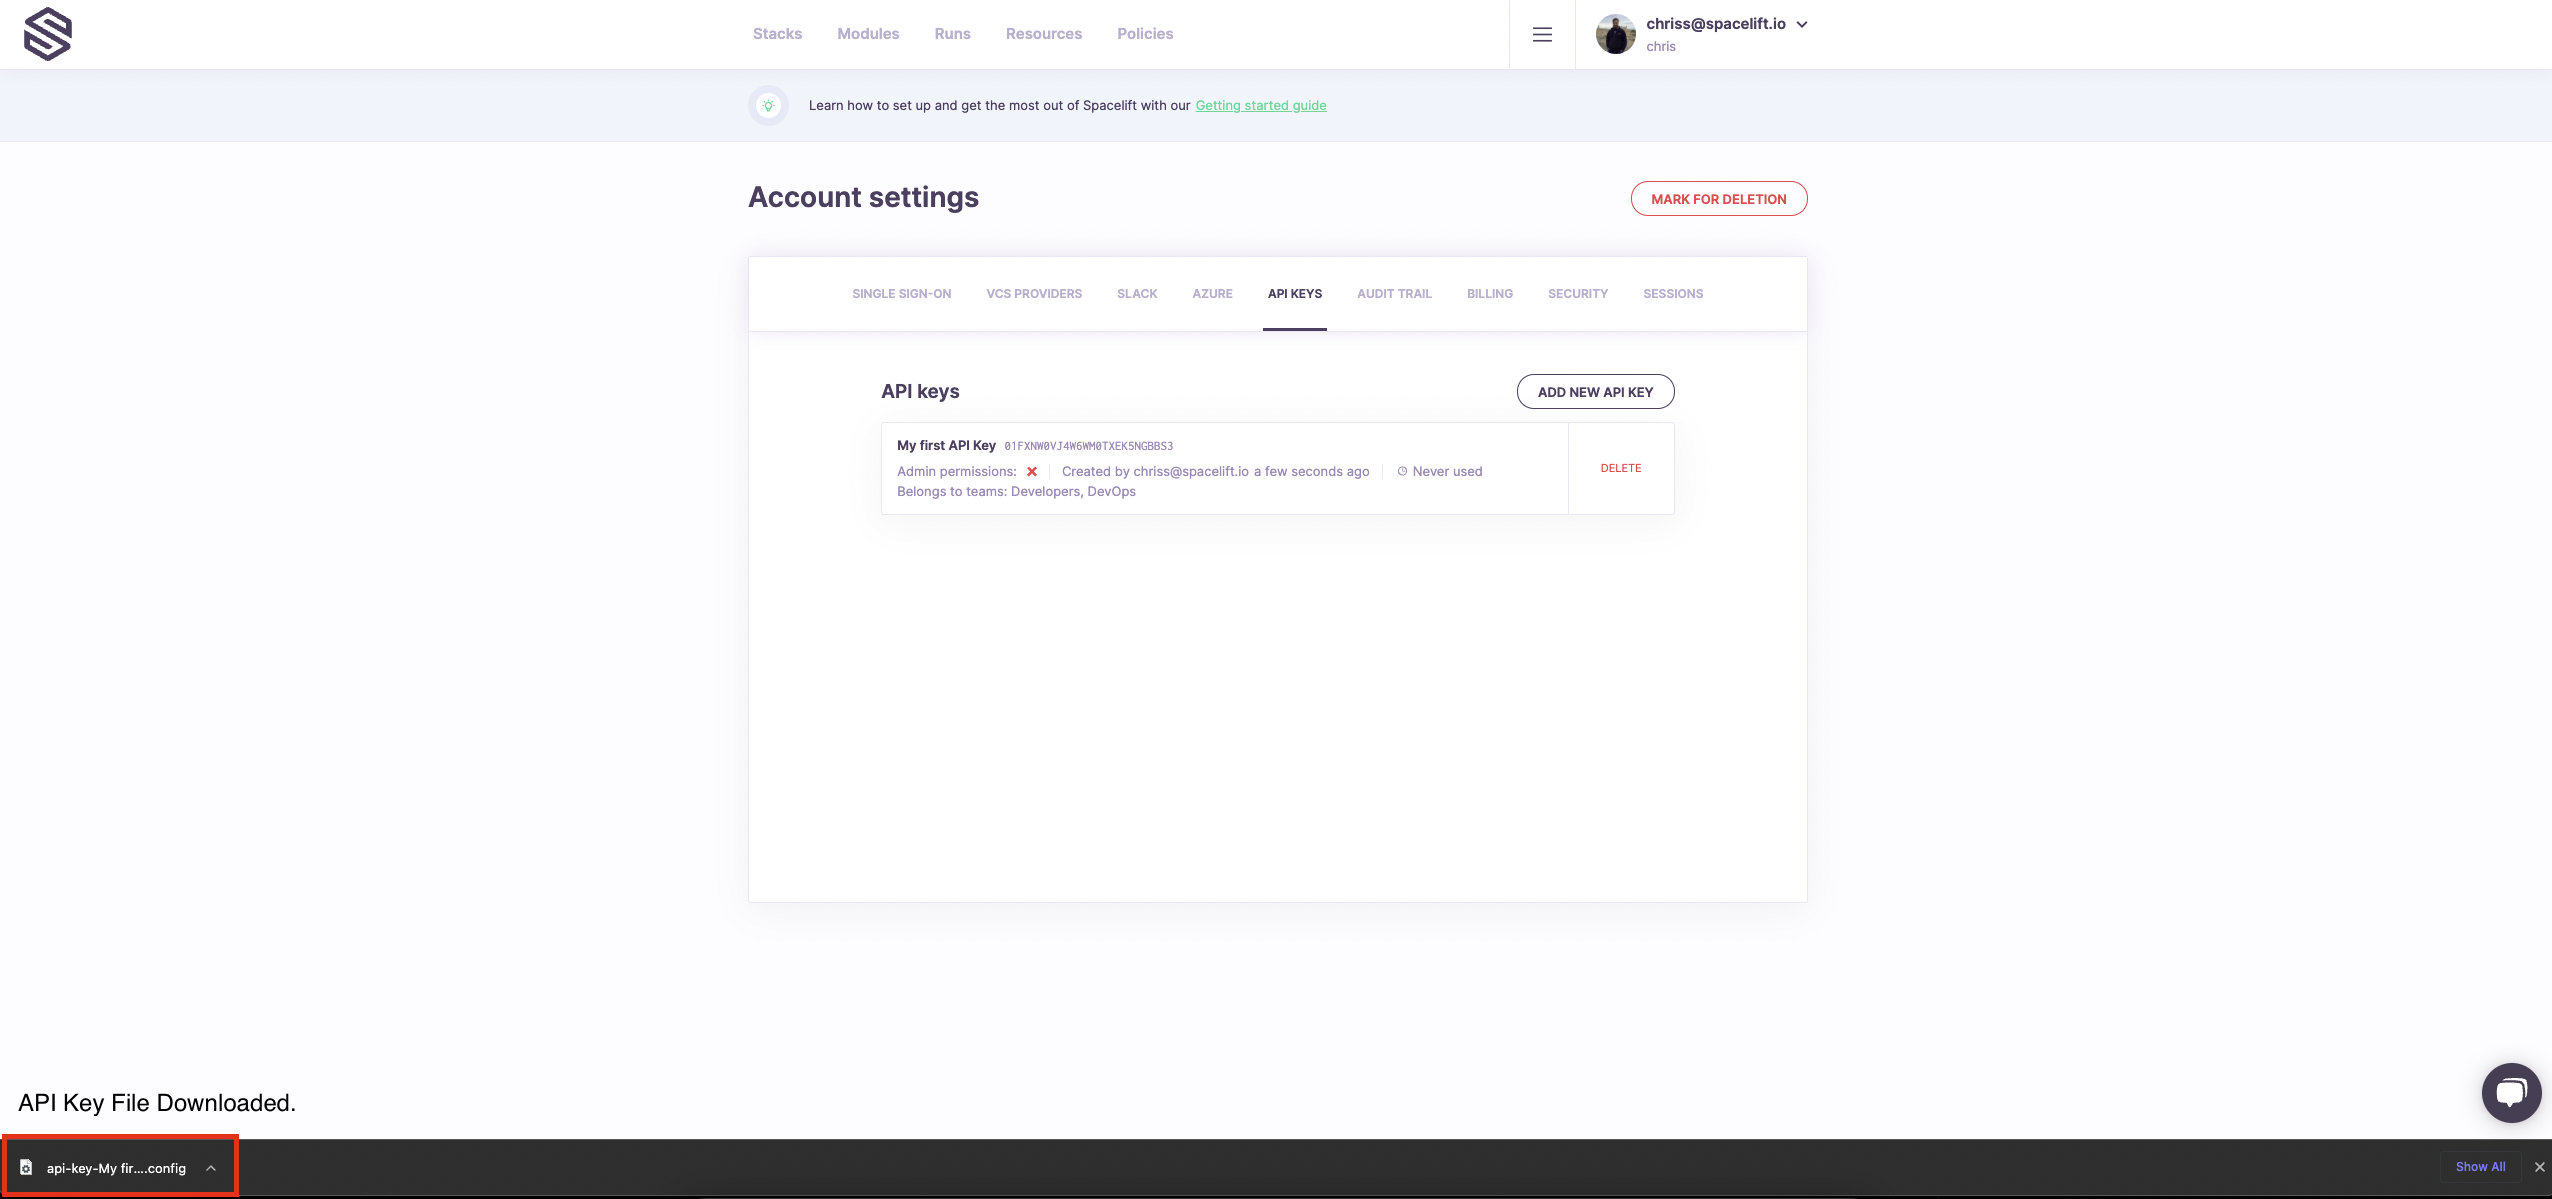 Stacks Modules Runs Resources Policies
chriss@spacelift.io
chris
Learn how to set up and get the most out of Spacelift with our Getting started guide
Account settings
MARK FOR DELETION
SINGLE SIGN-ON VCS PROVIDERS SLACK AZURE API KEYS AUDIT TRAIL BILLING SECURITY SESSIONS
API keys
ADD NEW API KEY
My first API Key 01FXNW0VJ4W6WM0TXEK5NGBBS3
Admin permissions: Created by chriss@spacelift.io a few seconds ago Never used
Belongs to teams: Developers, DevOps
DELETE
API Key File Downloaded.
api-key-My fir....config
Show All